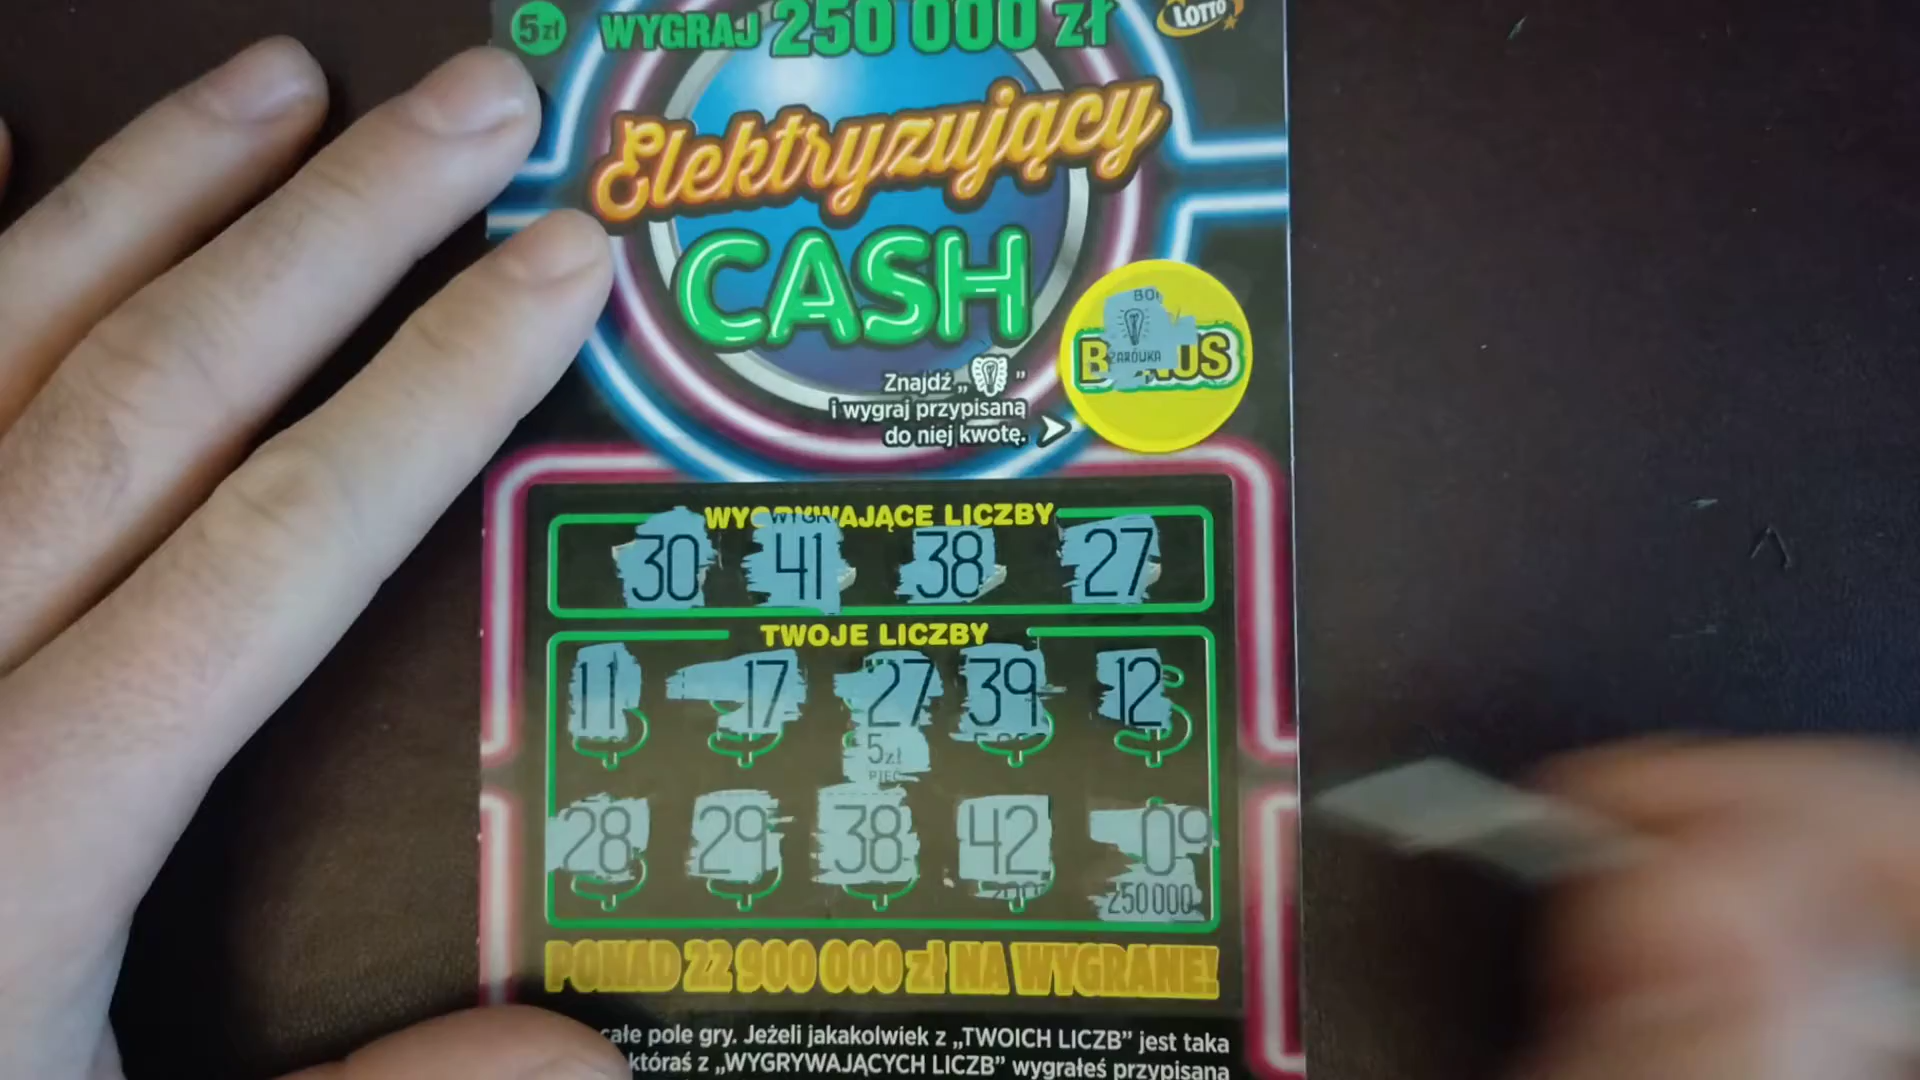 5zł WYGRAJ 250 000 zł LOTTO
Elektryzujący
CASH
BO
ŻARÓWKA
Znajdź „ ”
i wygraj przypisaną
do niej kwotę.
WYGRYWAJĄCE LICZBY
30 41 38 27
TWOJE LICZBY
11 17 27 39 12
5zł
PIĘĆ
28 29 38 42 09
250 000
PONAD 22 900 000 zł NA WYGRANE!
całe pole gry. Jeżeli jakakolwiek z „TWOICH LICZB” jest taka
któraś z „WYGRYWAJĄCYCH LICZB” wygrałeś przypisaną